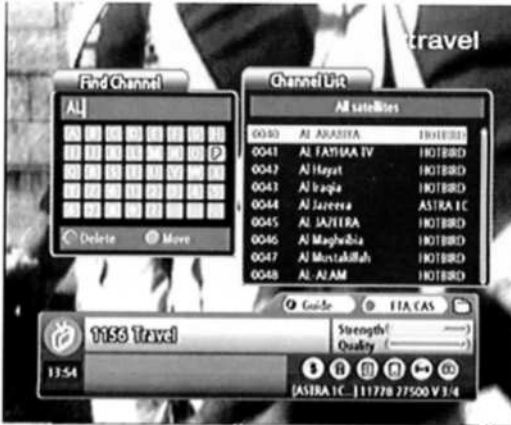 travel
Find Channel
AL
A B C D E F G H
I J K L M N O P
Q R S T U V W X
Delete Move
Channel List
All satellites
0040 AL ARABIYA HOTBIRD
0041 AL FAYHAA TV HOTBIRD
0042 Al Hayat HOTBIRD
0043 Al Iraqia HOTBIRD
0044 Al Jazeera ASTRA 1C
0045 AL JAZEERA HOTBIRD
0046 Al Maghribia HOTBIRD
0047 Al Mustakillah HOTBIRD
0048 AL-ALAM HOTBIRD
Guide FTA, CAS
1156 Travel
Strength
Quality
13:54
[ASTRA 1C...] 11778 27500 V 3/4